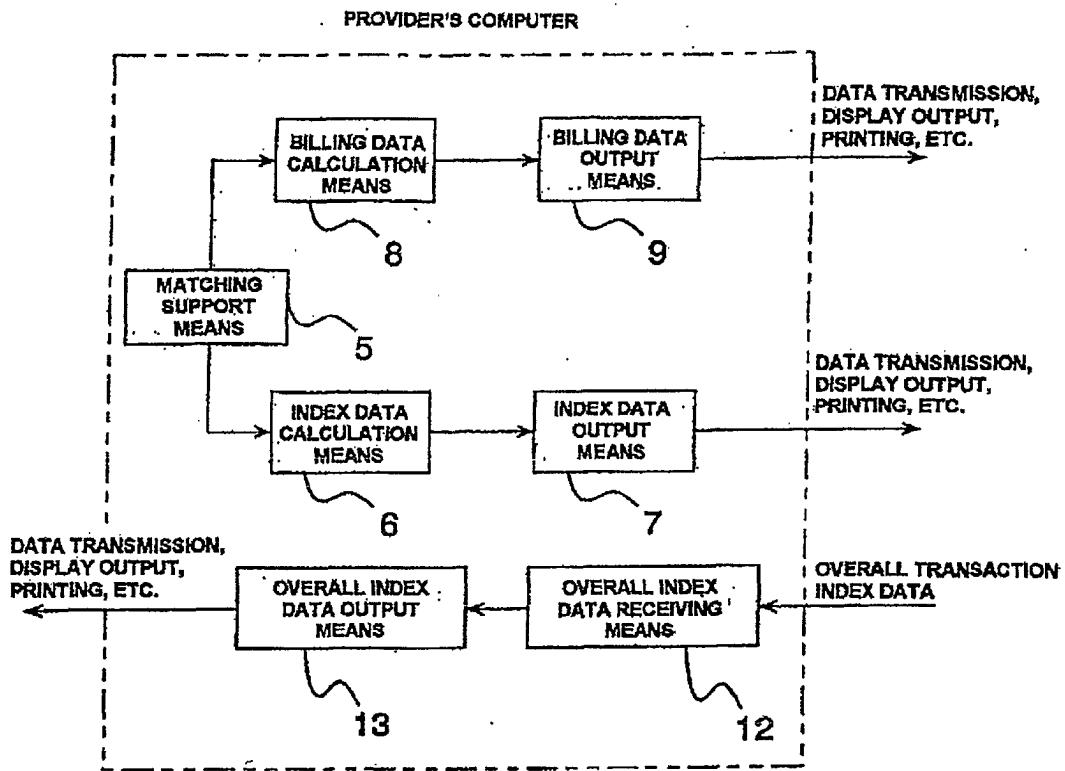 PROVIDER'S COMPUTER
DATA TRANSMISSION,
DISPLAY OUTPUT,
PRINTING, ETC.
BILLING DATA
CALCULATION
MEANS
BILLING DATA
OUTPUT
MEANS
8
9
MATCHING
SUPPORT
MEANS
5
DATA TRANSMISSION,
DISPLAY OUTPUT,
PRINTING, ETC.
INDEX DATA
CALCULATION
MEANS
INDEX DATA
OUTPUT
MEANS
6
7
DATA TRANSMISSION,
DISPLAY OUTPUT,
PRINTING, ETC.
OVERALL INDEX
DATA OUTPUT
MEANS
OVERALL INDEX
DATA RECEIVING
MEANS
OVERALL TRANSACTION
INDEX DATA
13
12